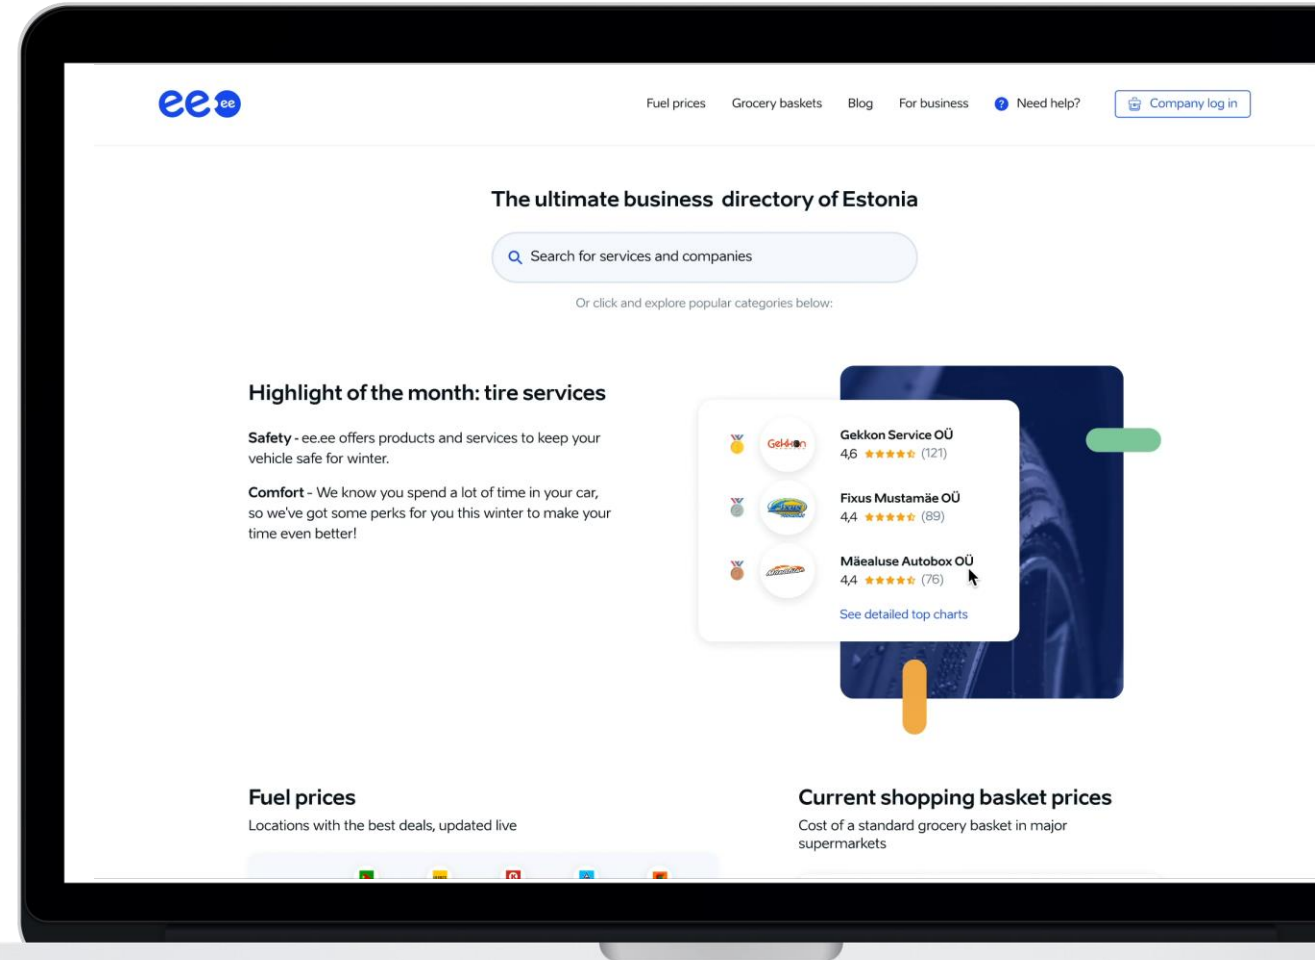 ee.ee
Fuel prices
Grocery baskets
Blog
For business
? Need help?
Company log in
The ultimate business directory of Estonia
Search for services and companies
Or click and explore popular categories below:
Highlight of the month: tire services
Safety - ee.ee offers products and services to keep your
vehicle safe for winter.
Comfort - We know you spend a lot of time in your car,
so we've got some perks for you this winter to make your
time even better!
Gekkon
Gekkon Service OÜ
4,6 (121)
Fixus
Fixus Mustamäe OÜ
4,4 (89)
Mäealuse Autobox OÜ
4,4 (76)
See detailed top charts
Fuel prices
Locations with the best deals, updated live
Current shopping basket prices
Cost of a standard grocery basket in major
supermarkets